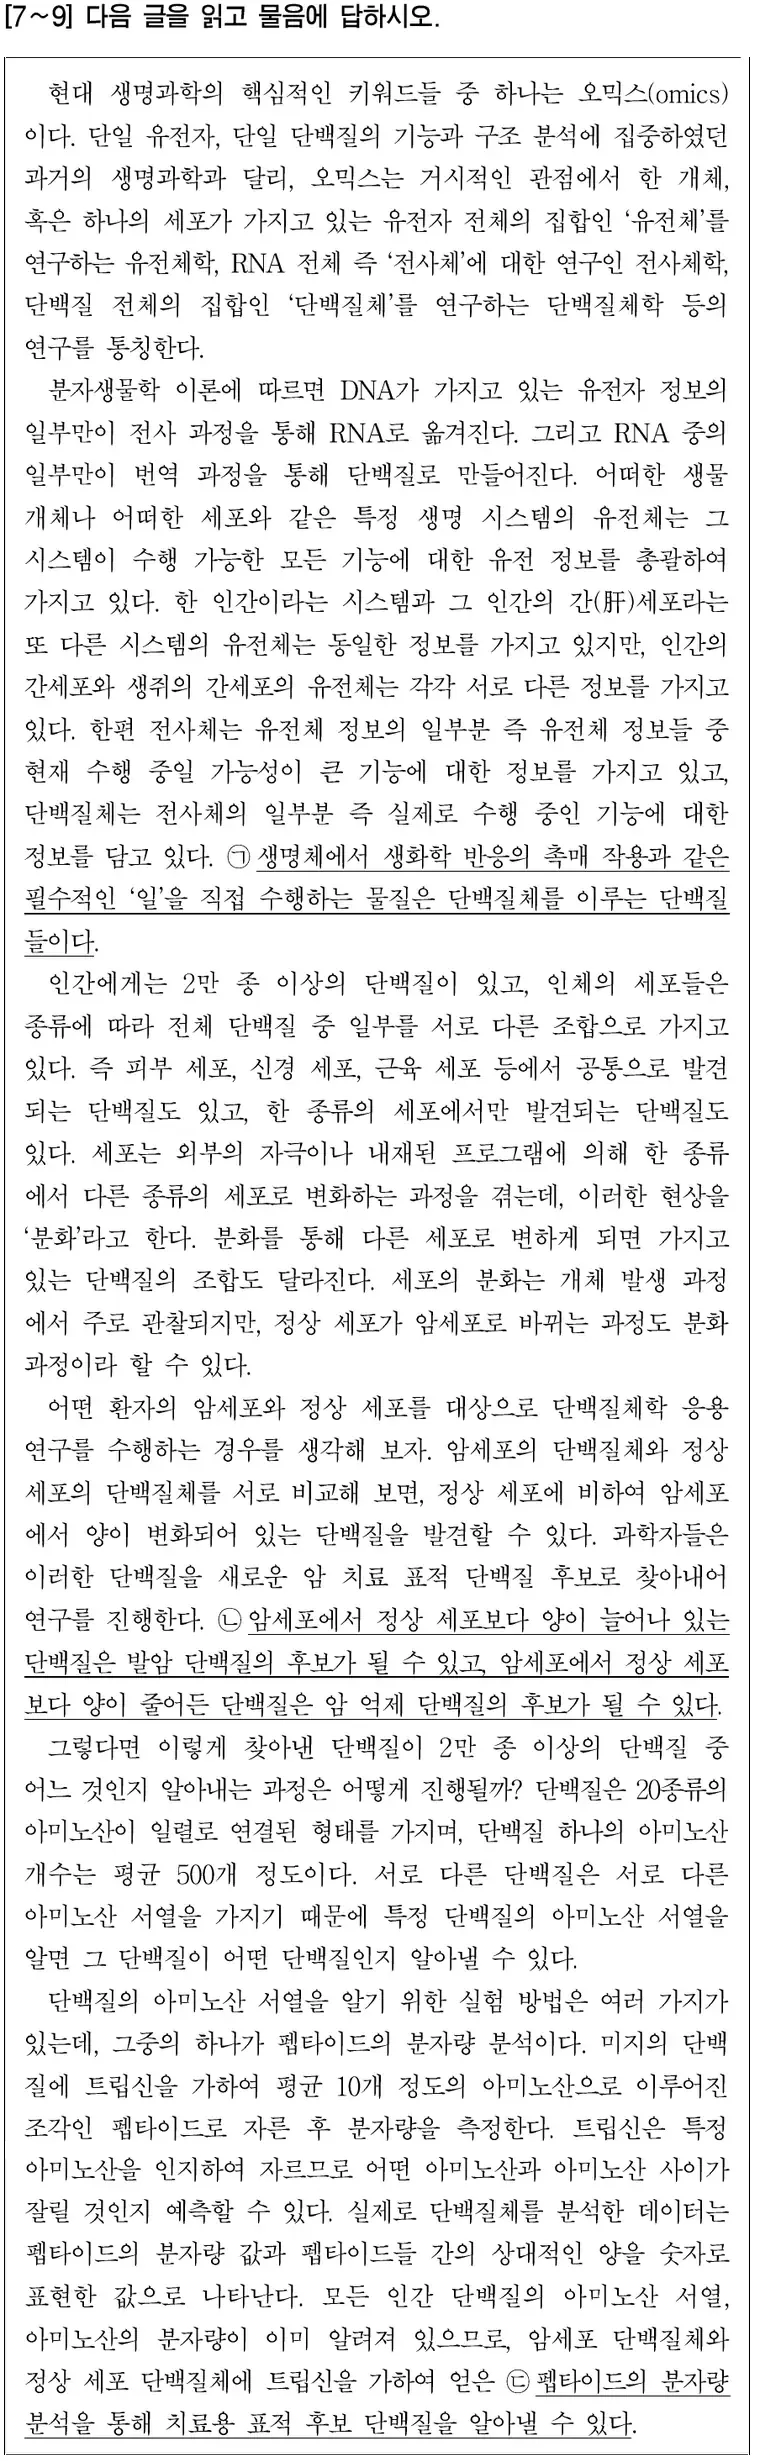 [7～9] 다음 글을 읽고 물음에 답하시오.
현대 생명과학의 핵심적인 키워드들 중 하나는 오믹스(omics)
이다. 단일 유전자, 단일 단백질의 기능과 구조 분석에 집중하였던
과거의 생명과학과 달리, 오믹스는 거시적인 관점에서 한 개체,
혹은 하나의 세포가 가지고 있는 유전자 전체의 집합인 ‘유전체’를
연구하는 유전체학, RNA 전체 즉 ‘전사체’에 대한 연구인 전사체학,
단백질 전체의 집합인 ‘단백질체’를 연구하는 단백질체학 등의
연구를 통칭한다.
분자생물학 이론에 따르면 DNA가 가지고 있는 유전자 정보의
일부만이 전사 과정을 통해 RNA로 옮겨진다. 그리고 RNA 중의
일부만이 번역 과정을 통해 단백질로 만들어진다. 어떠한 생물
개체나 어떠한 세포와 같은 특정 생명 시스템의 유전체는 그
시스템이 수행 가능한 모든 기능에 대한 유전 정보를 총괄하여
가지고 있다. 한 인간이라는 시스템과 그 인간의 간(肝)세포라는
또 다른 시스템의 유전체는 동일한 정보를 가지고 있지만, 인간의
간세포와 생쥐의 간세포의 유전체는 각각 서로 다른 정보를 가지고
있다. 한편 전사체는 유전체 정보의 일부분 즉 유전체 정보들 중
현재 수행 중일 가능성이 큰 기능에 대한 정보를 가지고 있고,
단백질체는 전사체의 일부분 즉 실제로 수행 중인 기능에 대한
정보를 담고 있다. ㉠생명체에서 생화학 반응의 촉매 작용과 같은
필수적인 ‘일’을 직접 수행하는 물질은 단백질체를 이루는 단백질
들이다.
인간에게는 2만 종 이상의 단백질이 있고, 인체의 세포들은
종류에 따라 전체 단백질 중 일부를 서로 다른 조합으로 가지고
있다. 즉 피부 세포, 신경 세포, 근육 세포 등에서 공통으로 발견
되는 단백질도 있고, 한 종류의 세포에서만 발견되는 단백질도
있다. 세포는 외부의 자극이나 내재된 프로그램에 의해 한 종류
에서 다른 종류의 세포로 변화하는 과정을 겪는데, 이러한 현상을
‘분화’라고 한다. 분화를 통해 다른 세포로 변하게 되면 가지고
있는 단백질의 조합도 달라진다. 세포의 분화는 개체 발생 과정
에서 주로 관찰되지만, 정상 세포가 암세포로 바뀌는 과정도 분화
과정이라 할 수 있다.
어떤 환자의 암세포와 정상 세포를 대상으로 단백질체학 응용
연구를 수행하는 경우를 생각해 보자. 암세포의 단백질체와 정상
세포의 단백질체를 서로 비교해 보면, 정상 세포에 비하여 암세포
에서 양이 변화되어 있는 단백질을 발견할 수 있다. 과학자들은
이러한 단백질을 새로운 암 치료 표적 단백질 후보로 찾아내어
연구를 진행한다. ㉡암세포에서 정상 세포보다 양이 늘어나 있는
단백질은 발암 단백질의 후보가 될 수 있고, 암세포에서 정상 세포
보다 양이 줄어든 단백질은 암 억제 단백질의 후보가 될 수 있다.
그렇다면 이렇게 찾아낸 단백질이 2만 종 이상의 단백질 중
어느 것인지 알아내는 과정은 어떻게 진행될까? 단백질은 20종류의
아미노산이 일렬로 연결된 형태를 가지며, 단백질 하나의 아미노산
개수는 평균 500개 정도이다. 서로 다른 단백질은 서로 다른
아미노산 서열을 가지기 때문에 특정 단백질의 아미노산 서열을
알면 그 단백질이 어떤 단백질인지 알아낼 수 있다.
단백질의 아미노산 서열을 알기 위한 실험 방법은 여러 가지가
있는데, 그중의 하나가 펩타이드의 분자량 분석이다. 미지의 단백
질에 트립신을 가하여 평균 10개 정도의 아미노산으로 이루어진
조각인 펩타이드로 자른 후 분자량을 측정한다. 트립신은 특정
아미노산을 인지하여 자르므로 어떤 아미노산과 아미노산 사이가
잘릴 것인지 예측할 수 있다. 실제로 단백질체를 분석한 데이터는
펩타이드의 분자량 값과 펩타이드들 간의 상대적인 양을 숫자로
표현한 값으로 나타난다. 모든 인간 단백질의 아미노산 서열,
아미노산의 분자량이 이미 알려져 있으므로, 암세포 단백질체와
정상 세포 단백질체에 트립신을 가하여 얻은 ㉢펩타이드의 분자량
분석을 통해 치료용 표적 후보 단백질을 알아낼 수 있다.